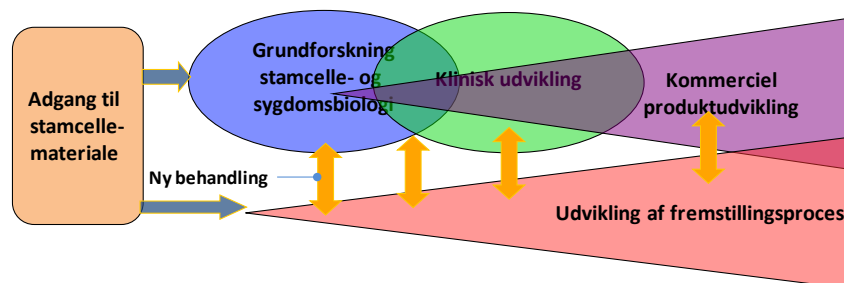 Adgang til
stamcelle-
materiale
Grundforskning
stamcelle- og
sygdomsbiologi
Klinisk udvikling
Kommerciel
produktudvikling
Ny behandling
Udvikling af fremstillingsproces